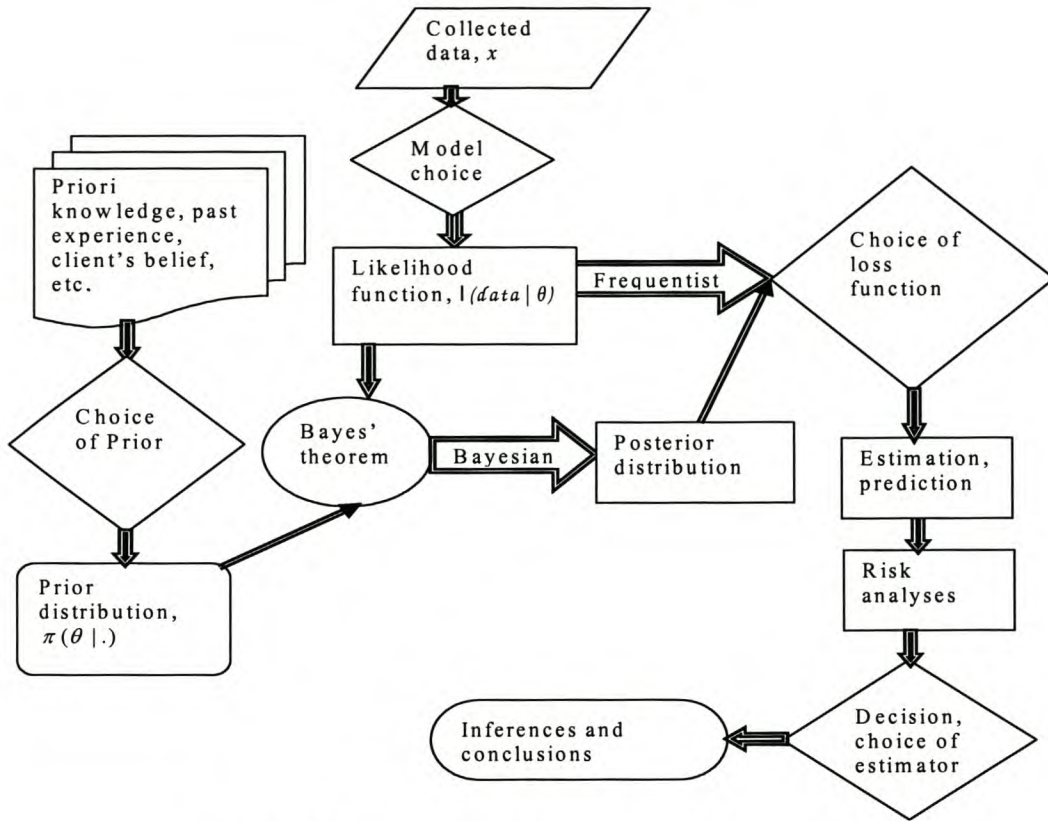 Collected
data, x
Model
choice
Priori
knowledge, past
experience,
client's belief,
etc.
Likelihood
function, l (data | θ)
Frequentist
Choice of
loss
function
Choice
of Prior
Bayes'
theorem
Bayesian
Posterior
distribution
Estimation,
prediction
Prior
distribution,
π (θ | .)
Risk
analyses
Inferences and
conclusions
Decision,
choice of
estimator